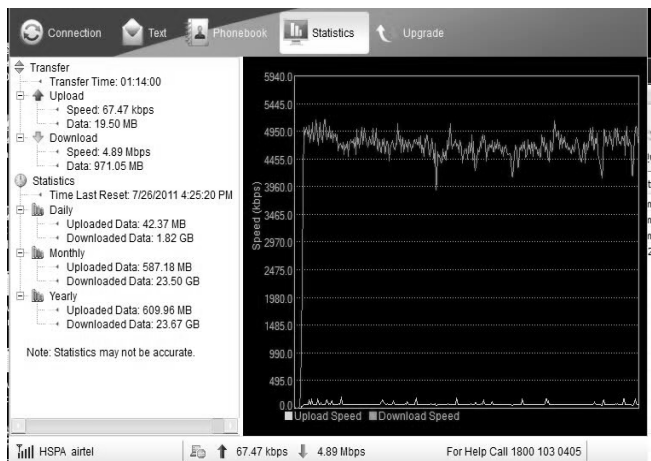 Connection Text Phonebook Statistics Upgrade
Transfer
Transfer Time: 01:14:00
Upload
Speed: 67.47 kbps
Data: 19.50 MB
Download
Speed: 4.89 Mbps
Data: 971.05 MB
Statistics
Time Last Reset: 7/26/2011 4:25:20 PM
Daily
Uploaded Data: 42.37 MB
Downloaded Data: 1.82 GB
Monthly
Uploaded Data: 587.18 MB
Downloaded Data: 23.50 GB
Yearly
Uploaded Data: 609.96 MB
Downloaded Data: 23.67 GB
Note: Statistics may not be accurate.
Speed (kbps)
5940.0
5445.0
4950.0
4455.0
3960.0
3465.0
2970.0
2475.0
1980.0
1485.0
990.0
495.0
0.0
Upload Speed Download Speed
HSPA airtel 67.47 kbps 4.89 Mbps For Help Call 1800 103 0405